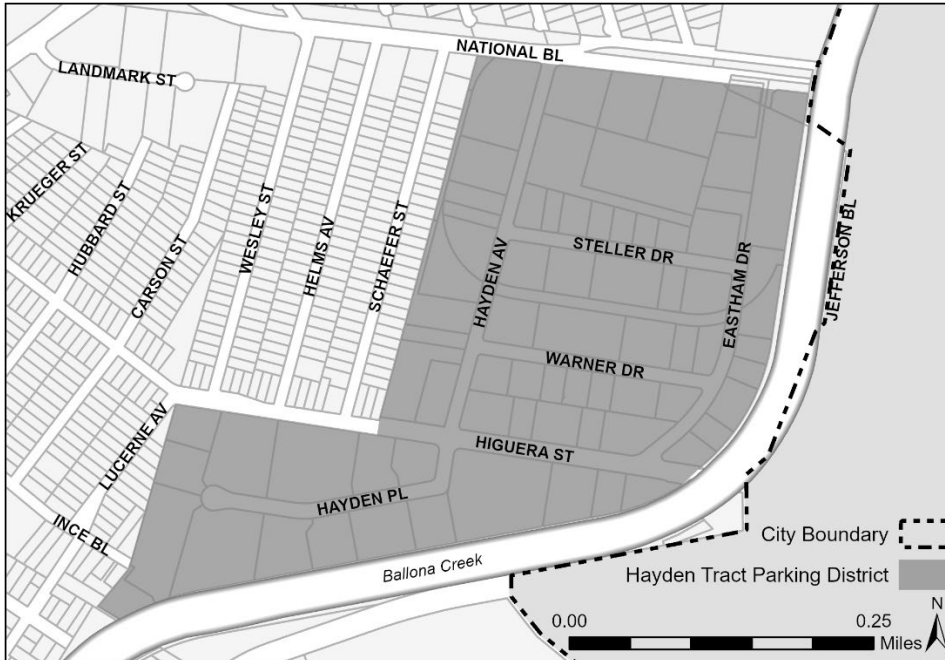 NATIONAL BL
LANDMARK ST
KRUEGER ST
HUBBARD ST
CARSON ST
WESLEY ST
HELMS AV
SCHAEFER ST
HAYDEN AV
STELLER DR
EASTHAM DR
JEFFERSON BL
WARNER DR
LUCERNE AV
HIGUERA ST
HAYDEN PL
INCE BL
Ballona Creek
City Boundary
Hayden Tract Parking District
N
0.00 0.25
Miles